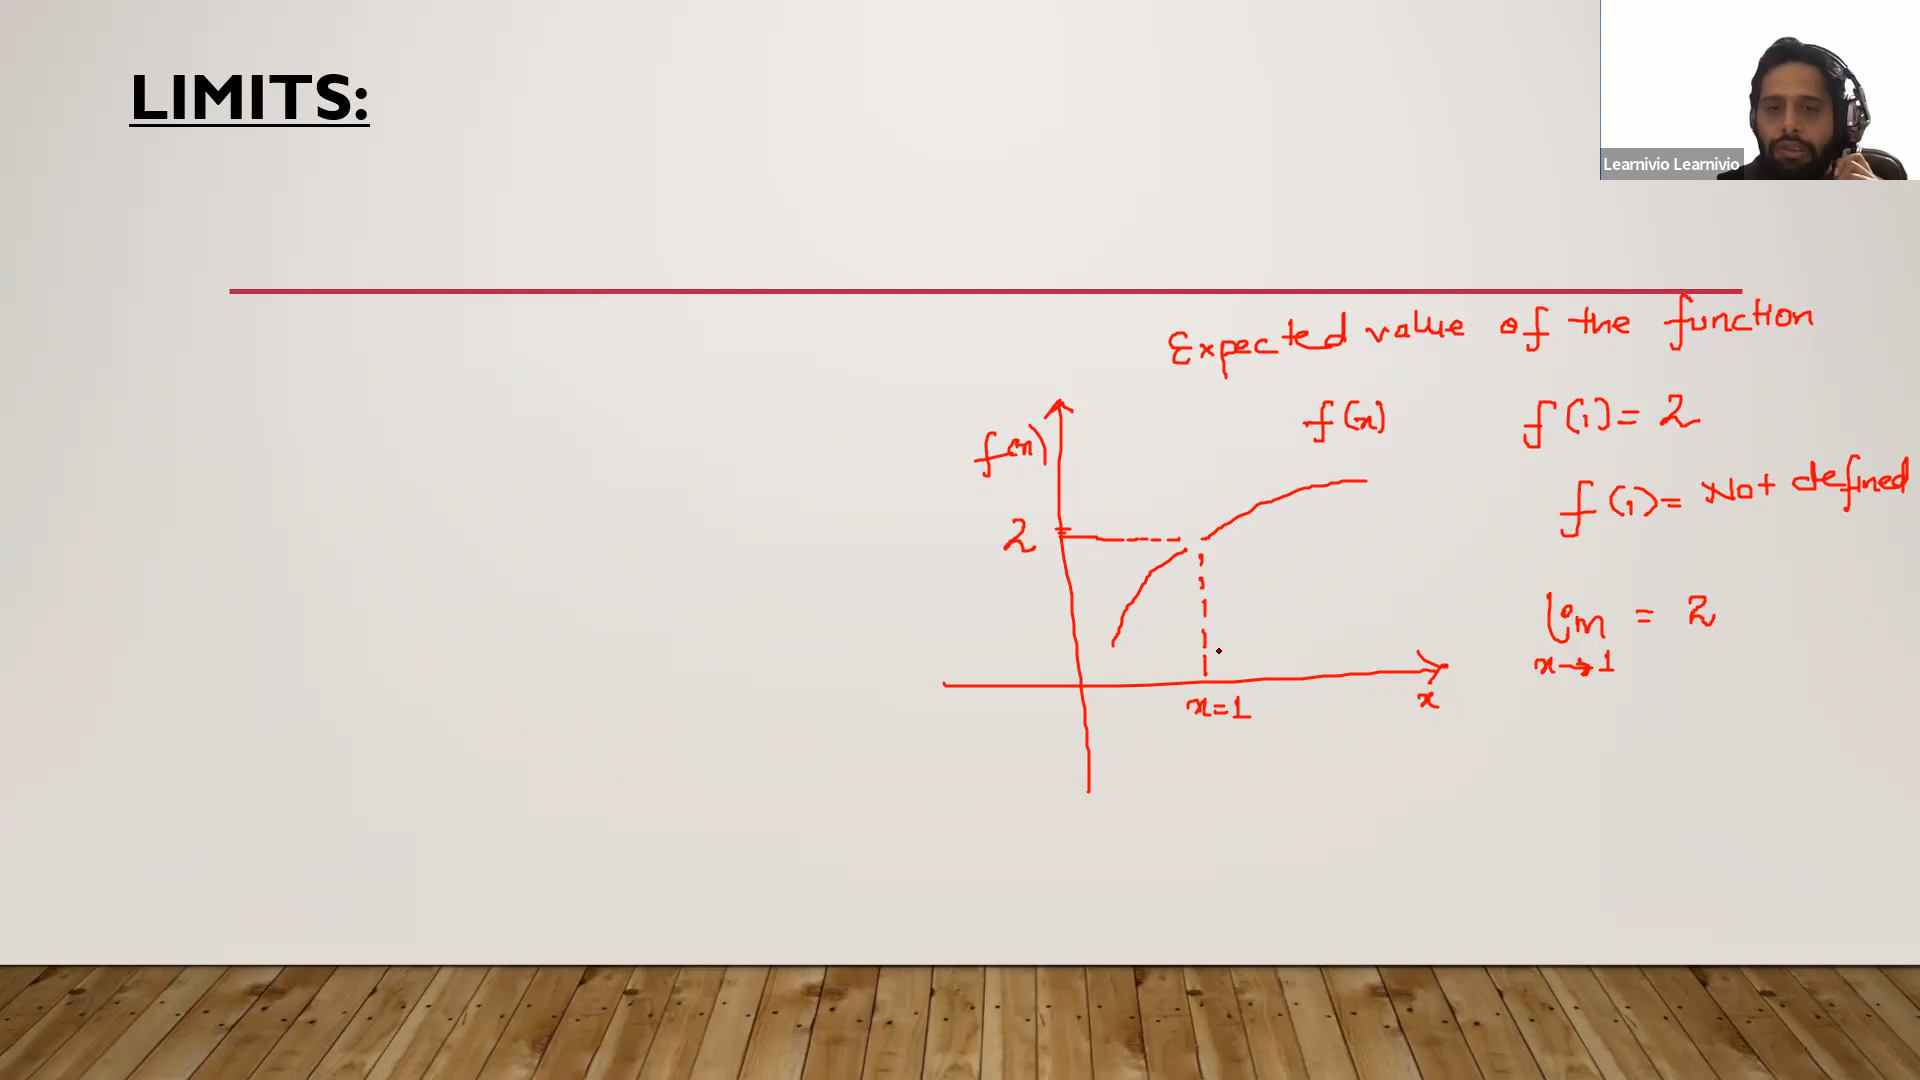 LIMITS:
Learnivio Learnivio
Expected value of the function
f(x)
f(1) = 2
f(x)
f(1) = Not defined
2
lim = 2
x→1
x=1
x